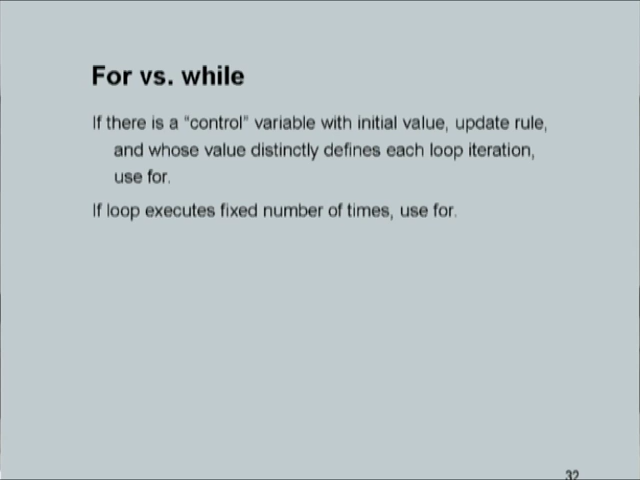 For vs. while
If there is a "control" variable with initial value, update rule,
and whose value distinctly defines each loop iteration,
use for.
If loop executes fixed number of times, use for.
32